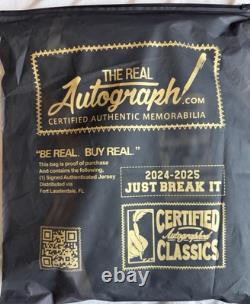 THE REAL
Autograph!
.COM
CERTIFIED AUTHENTIC MEMORABILIA
"BE REAL. BUY REAL."
This bag is proof of purchase
And contains the following,
(1) Signed Authenticated Jersey
Distributed via
Fort Lauderdale, FL
2024-2025
JUST BREAK IT
CERTIFIED
Autographed
CLASSICS
ebay